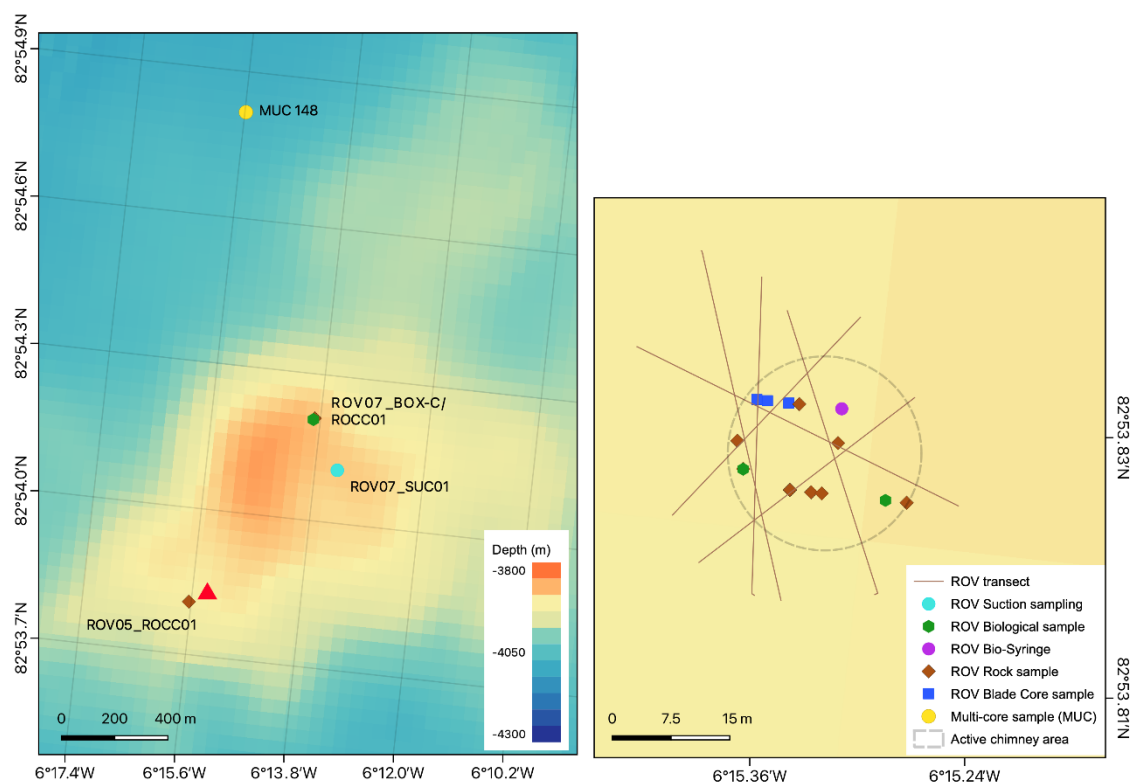 82°54.9'N
82°54.6'N
82°54.3'N
82°54.0'N
82°53.7'N
MUC 148
ROV07_BOX-C/
ROCC01
ROV07_SUC01
ROV05_ROCC01
Depth (m)
-3800
-4050
-4300
0 200 400 m
6°17.4'W 6°15.6'W 6°13.8'W 6°12.0'W 6°10.2'W
82°53.83'N
82°53.81'N
ROV transect
ROV Suction sampling
ROV Biological sample
ROV Bio-Syringe
ROV Rock sample
ROV Blade Core sample
Multi-core sample (MUC)
Active chimney area
0 7.5 15 m
6°15.36'W 6°15.24'W